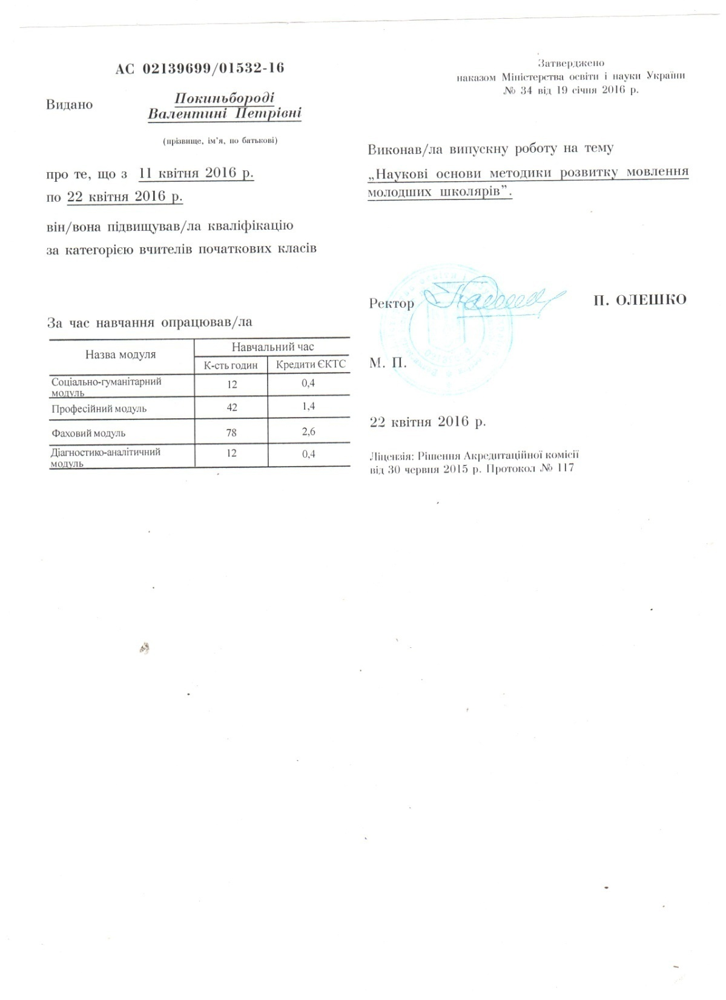 АС 02139699/01532-16
Видано
Покиньбороді
Валентині Петрівні
(прізвище, ім'я, по батькові)
про те, що з 11 квітня 2016 р.
по 22 квітня 2016 р.
він/вона підвищував/ла кваліфікацію
за категорією вчителів початкових класів
За час навчання опрацював/ла
Назва модуля
Навчальний час
К-сть годин Кредити ЄКТС
Соціально-гуманітарний
модуль
12 0,4
Професійний модуль 42 1,4
Фаховий модуль 78 2,6
Діагностико-аналітичний
модуль
12 0,4
Затверджено
наказом Міністерства освіти і науки України
№ 34 від 19 січня 2016 р.
Виконав/ла випускну роботу на тему
„Наукові основи методики розвитку мовлення
молодших школярів”.
Ректор П. ОЛЕШКО
М. П.
22 квітня 2016 р.
Ліцензія: Рішення Акредитаційної комісії
від 30 червня 2015 р. Протокол № 117